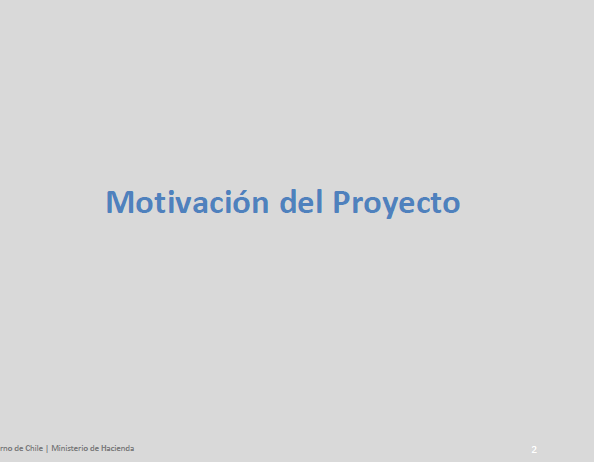 Motivación del Proyecto
rno de Chile | Ministerio de Hacienda
2